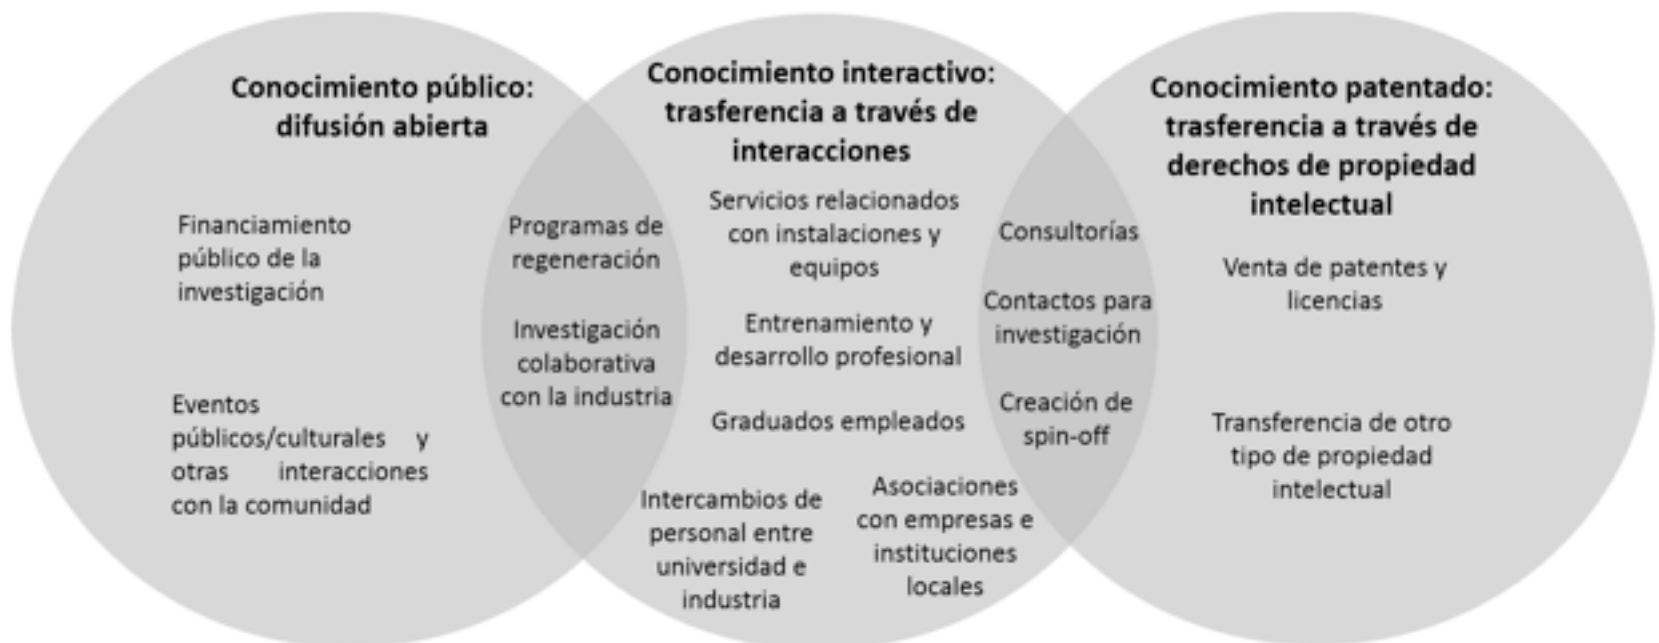 Conocimiento público:
difusión abierta
Financiamiento
público de la
investigación
Eventos
públicos/culturales y
otras interacciones
con la comunidad
Programas de
regeneración
Investigación
colaborativa
con la industria
Conocimiento interactivo:
trasferencia a través de
interacciones
Servicios relacionados
con instalaciones y
equipos
Entrenamiento y
desarrollo profesional
Graduados empleados
Intercambios de
personal entre
universidad e
industria
Asociaciones
con empresas e
instituciones
locales
Consultorías
Contactos para
investigación
Creación de
spin-off
Conocimiento patentado:
trasferencia a través de
derechos de propiedad
intelectual
Venta de patentes y
licencias
Transferencia de otro
tipo de propiedad
intelectual